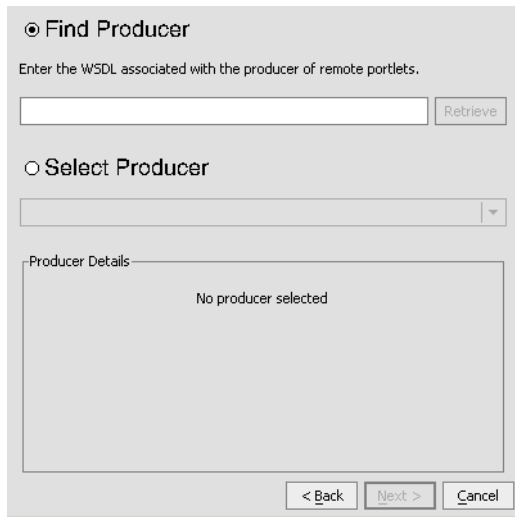 Find Producer
Enter the WSDL associated with the producer of remote portlets.
Retrieve
Select Producer
Producer Details
No producer selected
< Back Next > Cancel